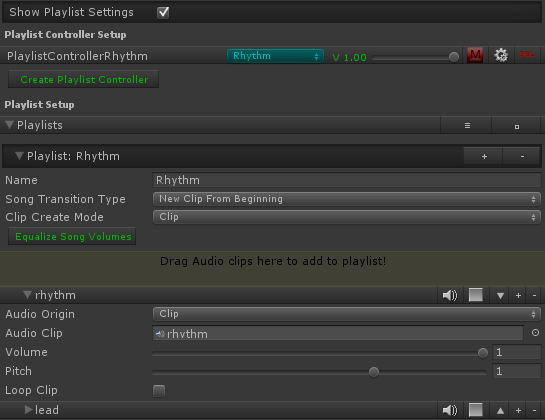 Show Playlist Settings
Playlist Controller Setup
PlaylistControllerRhythm Rhythm V 1.00 M
Create Playlist Controller
Playlist Setup
Playlists
Playlist: Rhythm + -
Name Rhythm
Song Transition Type New Clip From Beginning
Clip Create Mode Clip
Equalize Song Volumes
Drag Audio clips here to add to playlist!
rhythm + -
Audio Origin Clip
Audio Clip rhythm
Volume 1
Pitch 1
Loop Clip
lead + -